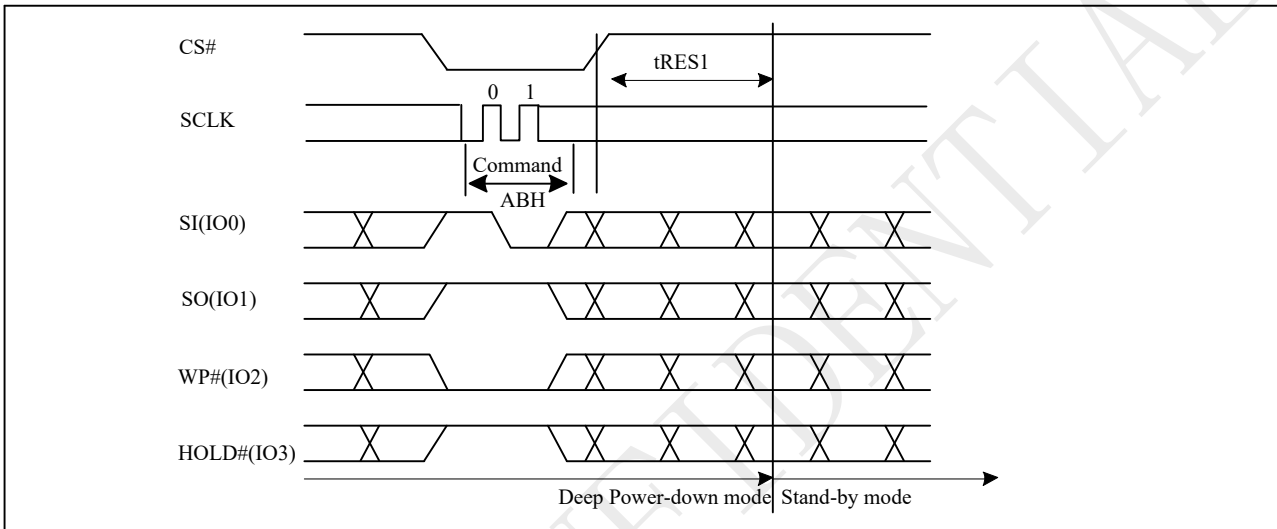 CS#
tRES1
0 1
SCLK
Command
ABH
SI(IO0)
SO(IO1)
WP#(IO2)
HOLD#(IO3)
Deep Power-down mode Stand-by mode
IDENTIAL